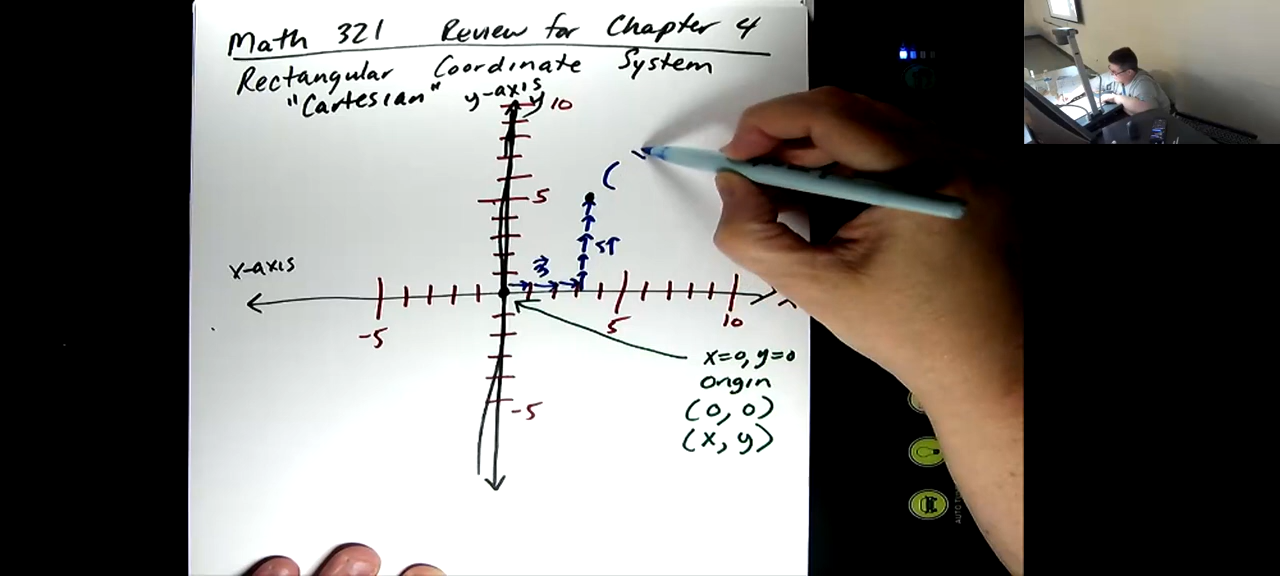 Math 321 Review for Chapter 4
Rectangular Coordinate System
"Cartesian"
y-axis
y
10
5
(
5↑
3
x-axis
-5
5
10
x=0, y=0
origin
(0, 0)
(x, y)
-5